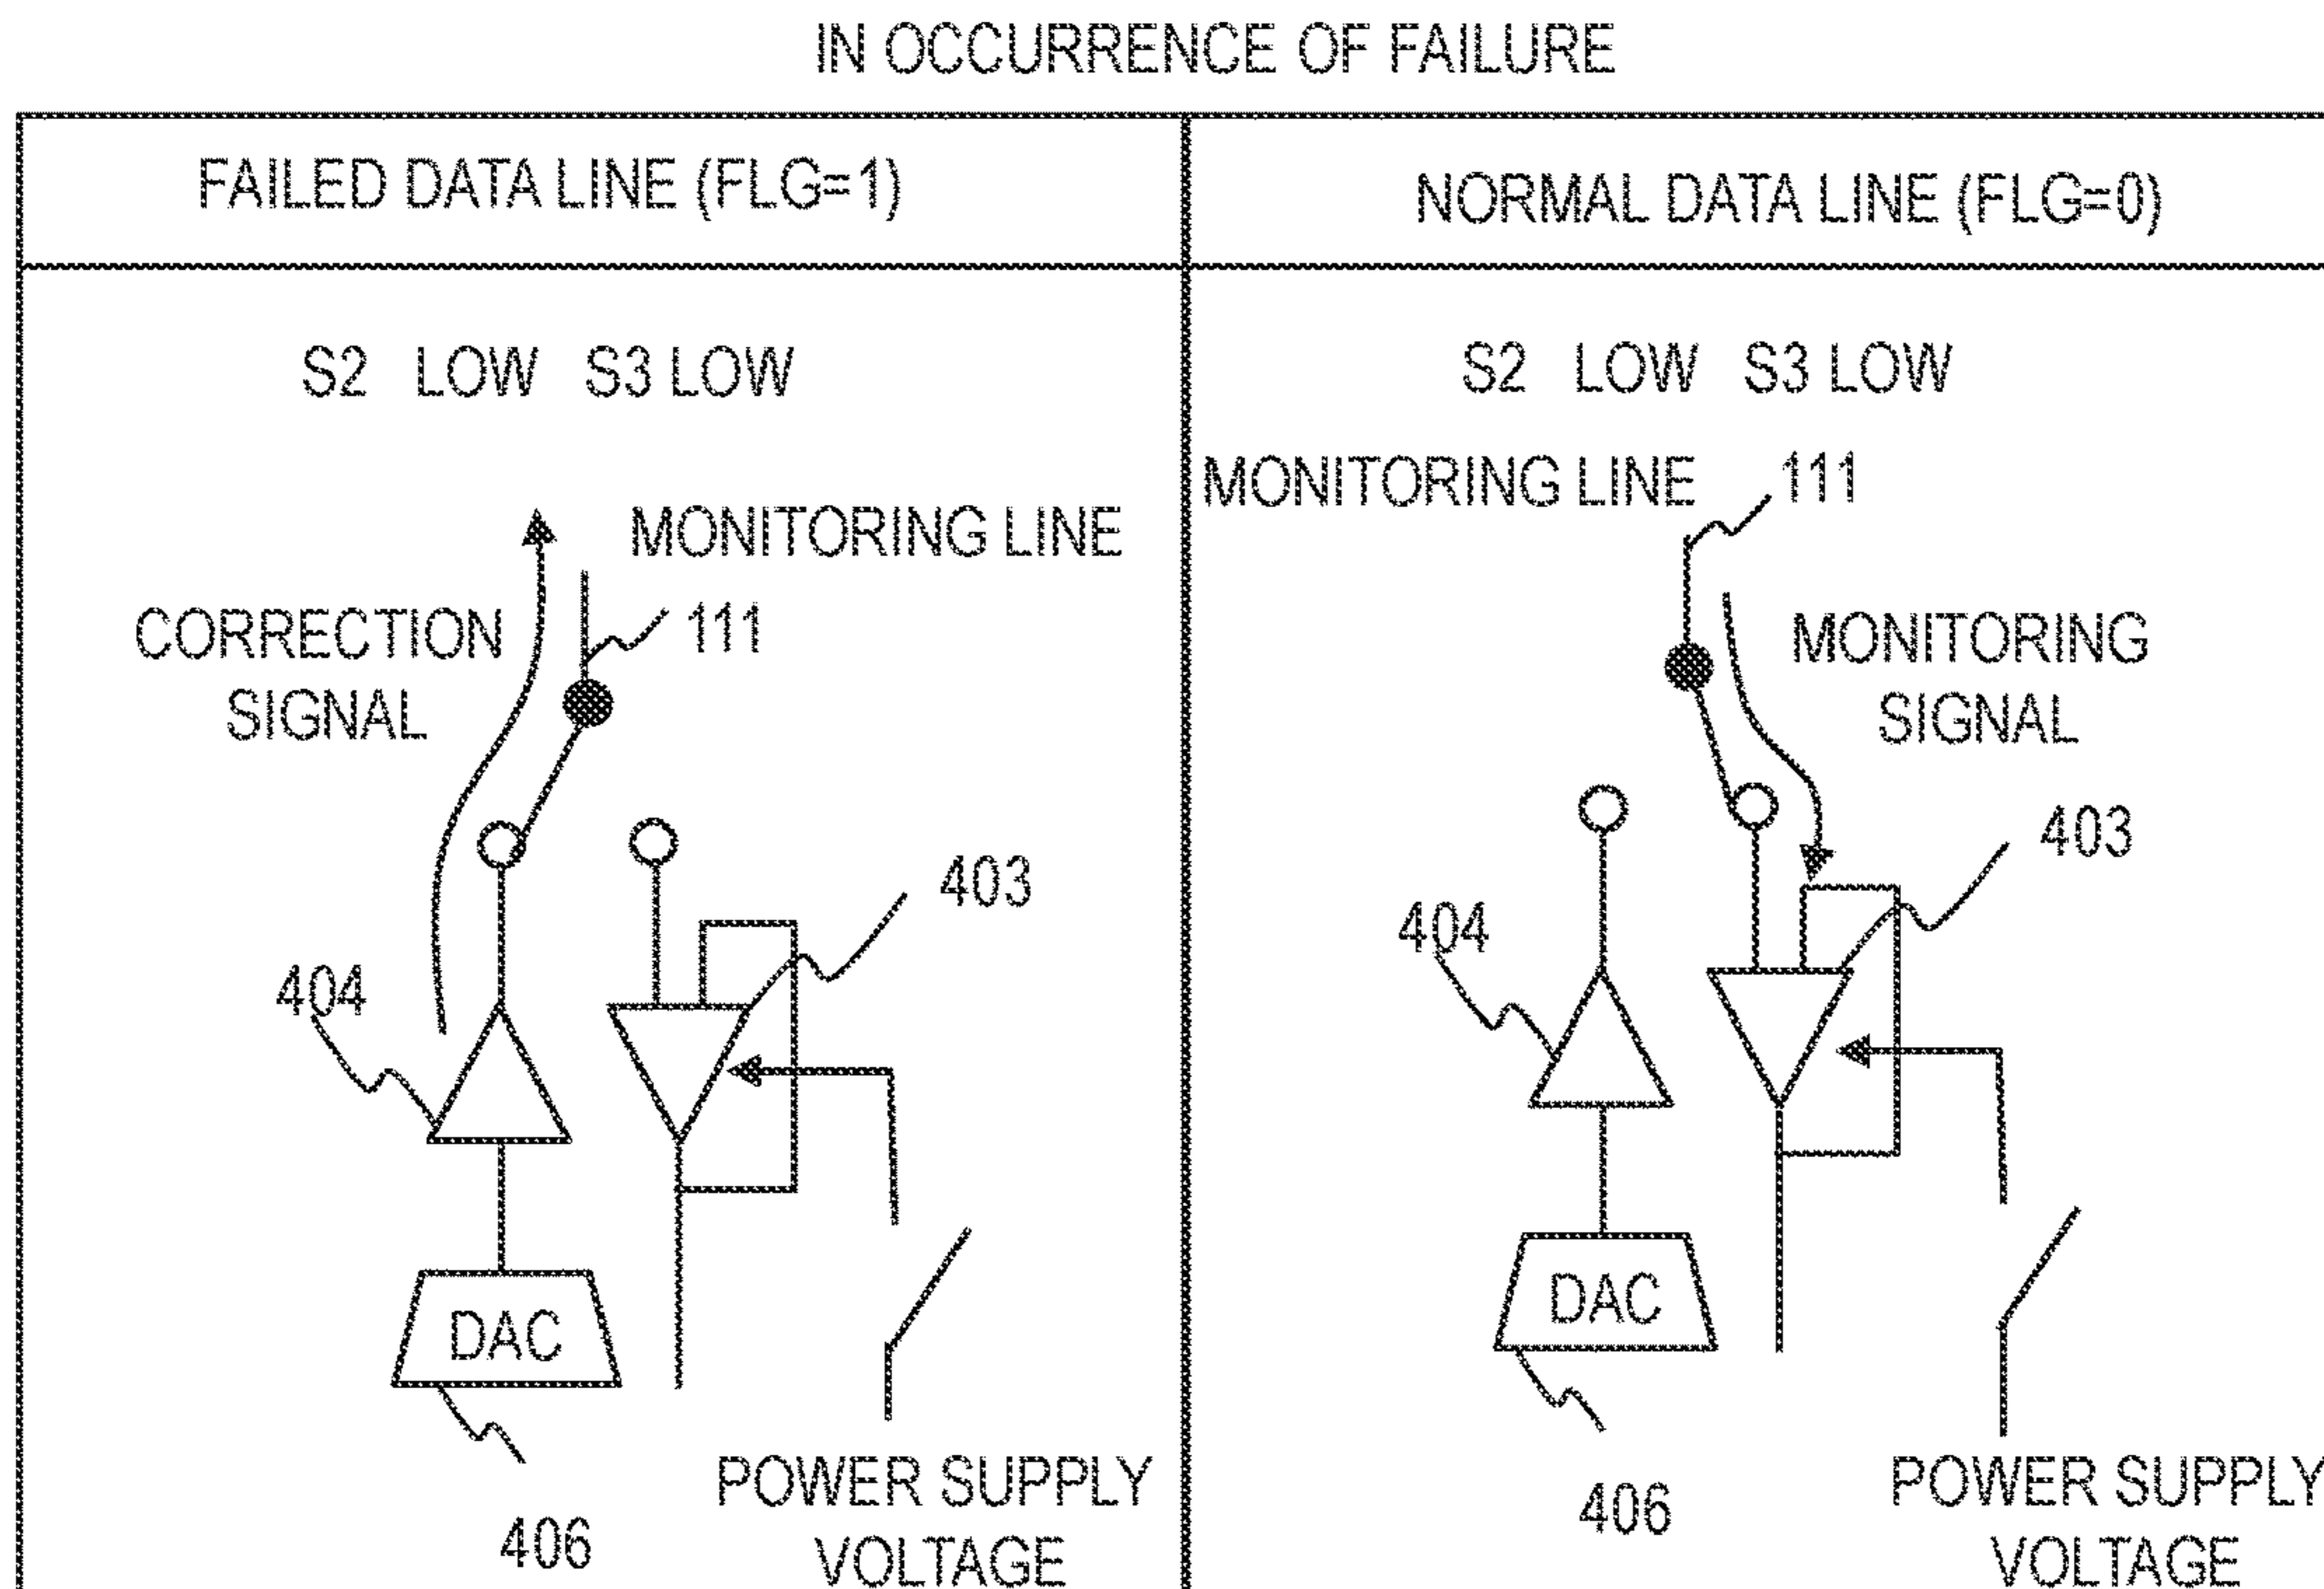 IN OCCURRENCE OF FAILURE
FAILED DATA LINE (FLG=1)
S2 LOW S3 LOW
MONITORING LINE
111
CORRECTION
SIGNAL
403
404
DAC
406
POWER SUPPLY
VOLTAGE
NORMAL DATA LINE (FLG=0)
S2 LOW S3 LOW
MONITORING LINE 111
MONITORING
SIGNAL
403
404
DAC
406
POWER SUPPLY
VOLTAGE